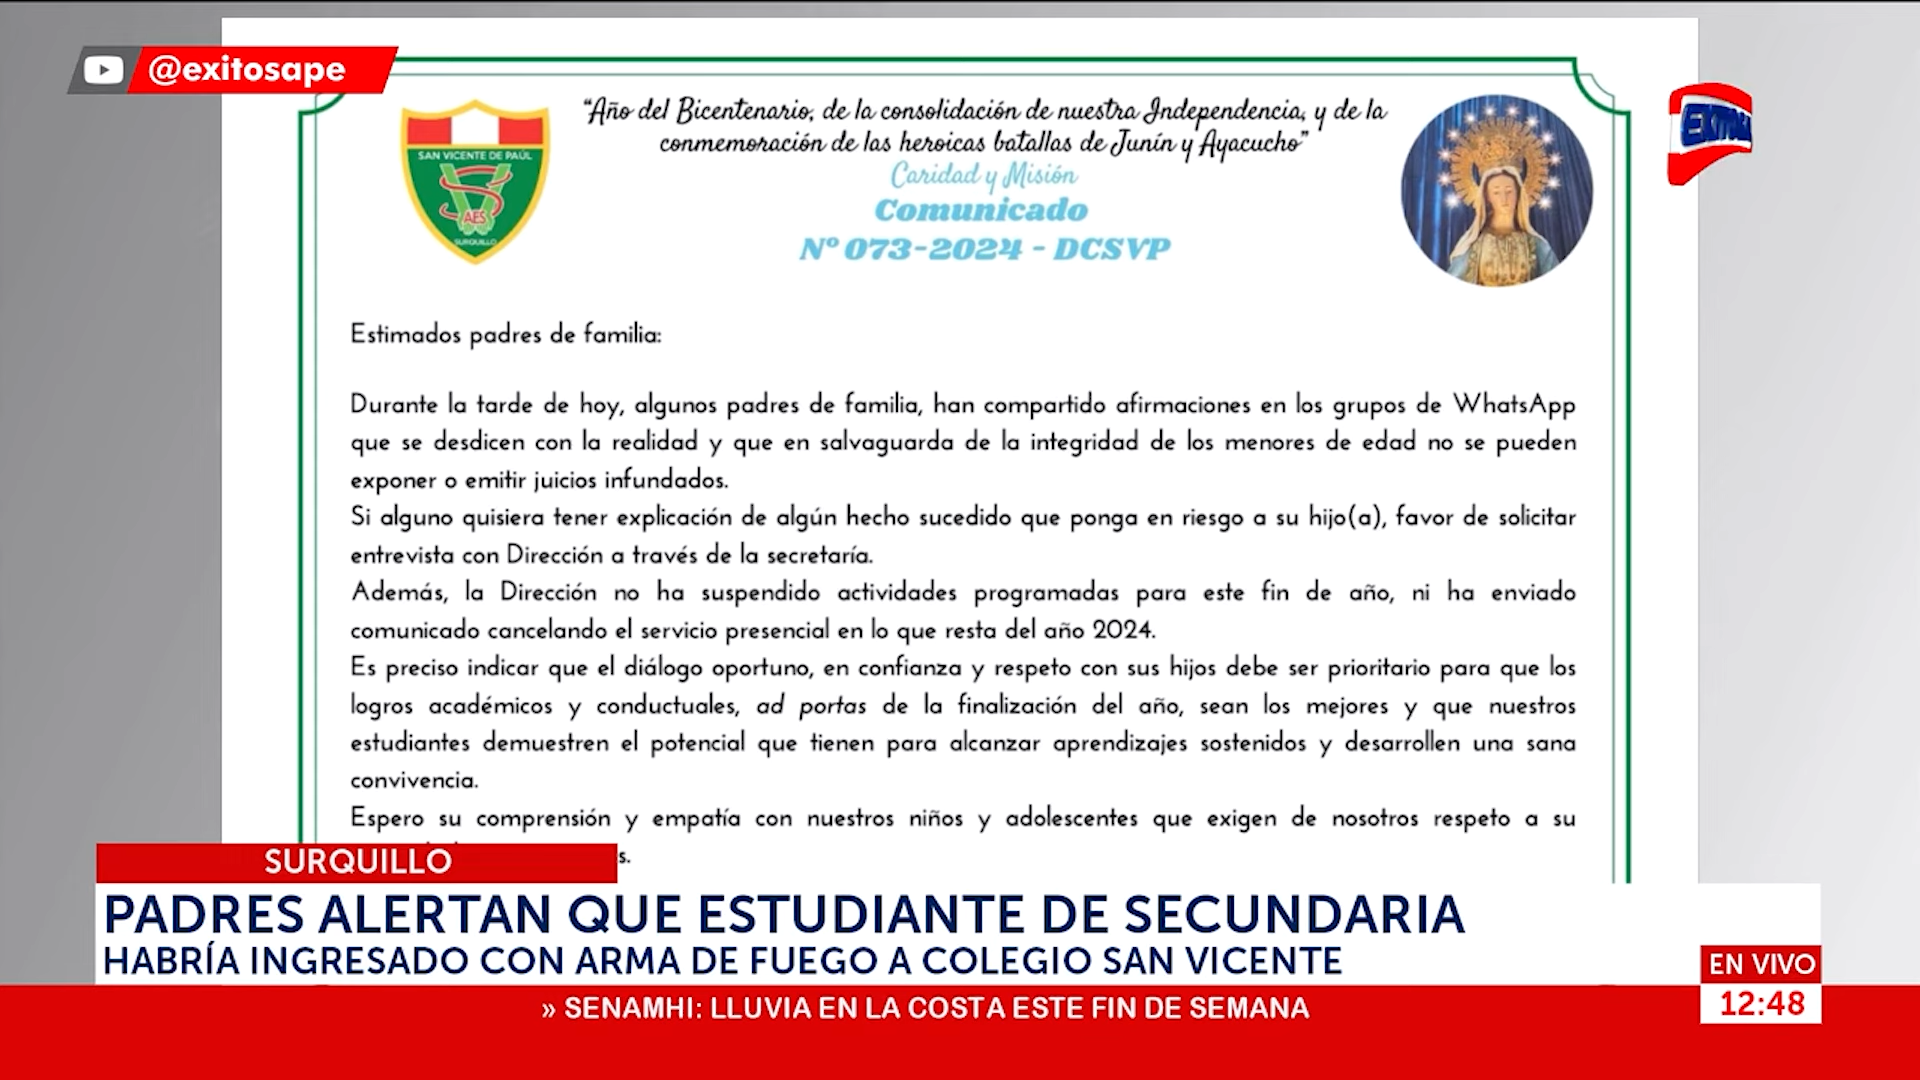 @exitosape
"Año del Bicentenario, de la consolidación de nuestra Independencia, y de la
conmemoración de las heroicas batallas de Junín y Ayacucho"
SAN VICENTE DE PAÚL
AES
SURQUILLO
Caridad y Misión
Comunicado
N° 073-2024 - DCSVP
EXITOSA
Estimados padres de familia:
Durante la tarde de hoy, algunos padres de familia, han compartido afirmaciones en los grupos de WhatsApp
que se desdicen con la realidad y que en salvaguarda de la integridad de los menores de edad no se pueden
exponer o emitir juicios infundados.
Si alguno quisiera tener explicación de algún hecho sucedido que ponga en riesgo a su hijo(a), favor de solicitar
entrevista con Dirección a través de la secretaría.
Además, la Dirección no ha suspendido actividades programadas para este fin de año, ni ha enviado
comunicado cancelando el servicio presencial en lo que resta del año 2024.
Es preciso indicar que el diálogo oportuno, en confianza y respeto con sus hijos debe ser prioritario para que los
logros académicos y conductuales, ad portas de la finalización del año, sean los mejores y que nuestros
estudiantes demuestren el potencial que tienen para alcanzar aprendizajes sostenidos y desarrollen una sana
convivencia.
Espero su comprensión y empatía con nuestros niños y adolescentes que exigen de nosotros respeto a su
s.
SURQUILLO
PADRES ALERTAN QUE ESTUDIANTE DE SECUNDARIA
HABRÍA INGRESADO CON ARMA DE FUEGO A COLEGIO SAN VICENTE
EN VIVO
12:48
» SENAMHI: LLUVIA EN LA COSTA ESTE FIN DE SEMANA